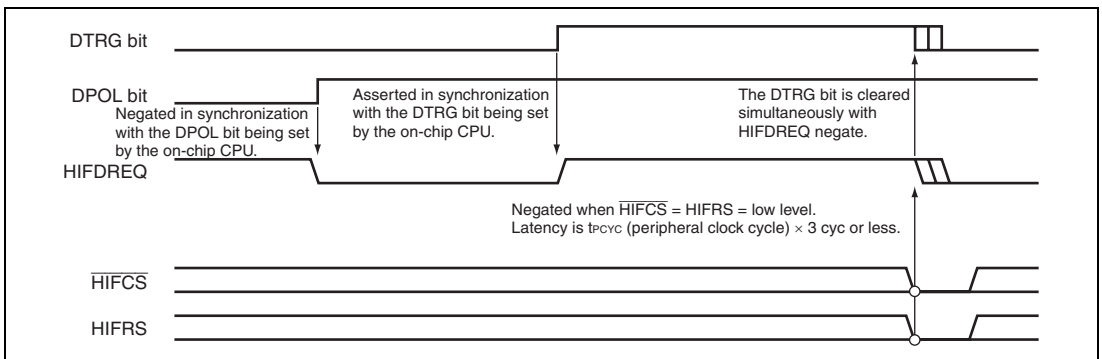 DTRG bit
DPOL bit
Negated in synchronization
with the DPOL bit being set
by the on-chip CPU.
Asserted in synchronization
with the DTRG bit being set
by the on-chip CPU.
The DTRG bit is cleared
simultaneously with
HIFDREQ negate.
HIFDREQ
Negated when HIFCS = HIFRS = low level.
Latency is tPCYC (peripheral clock cycle) × 3 cyc or less.
HIFCS
HIFRS